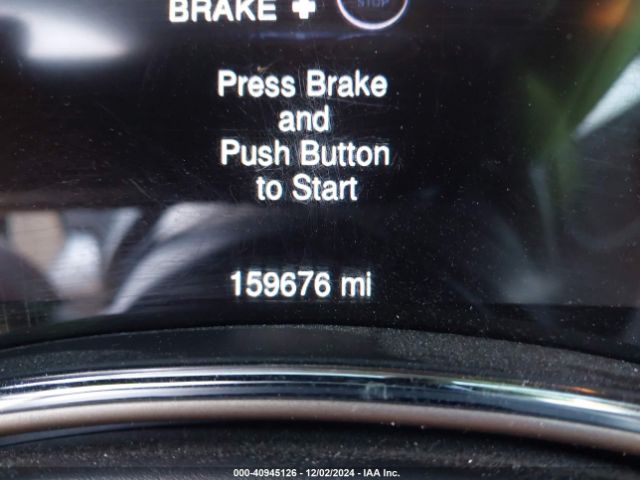 BRAKE +
STOP
Press Brake
and
Push Button
to Start
159676 mi
000-40945126 - 12/02/2024 - IAA Inc.